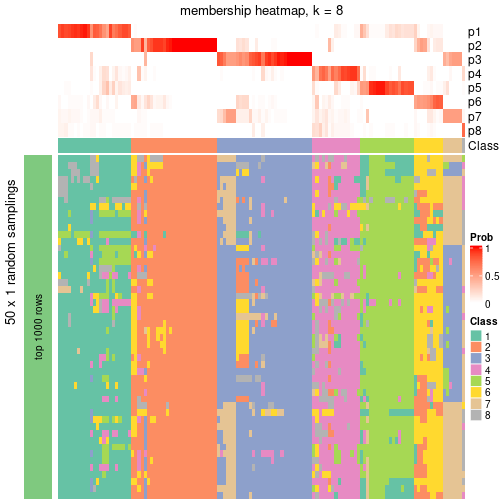 membership heatmap, k = 8
p1
p2
p3
p4
p5
p6
p7
p8
Class
50 x 1 random samplings
top 1000 rows
Prob
1
0.5
0
Class
1
2
3
4
5
6
7
8